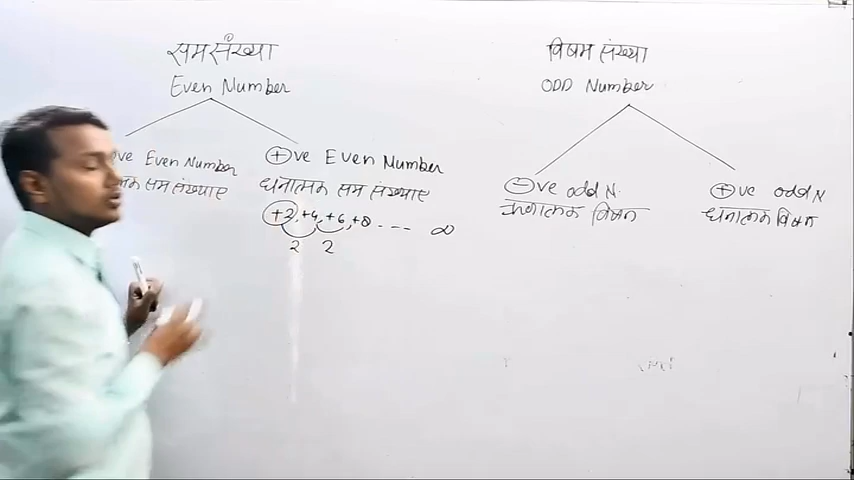 समसंख्या
Even Number
ve Even Number
त्मक सम संख्याए
+ve Even Number
धनात्मक सम संख्याए
+2, +4, +6, +8 - - - ∞
2 2
विषम संख्या
ODD Number
-ve odd N.
ऋणात्मक विषम
+ve odd N
धनात्मक विषम